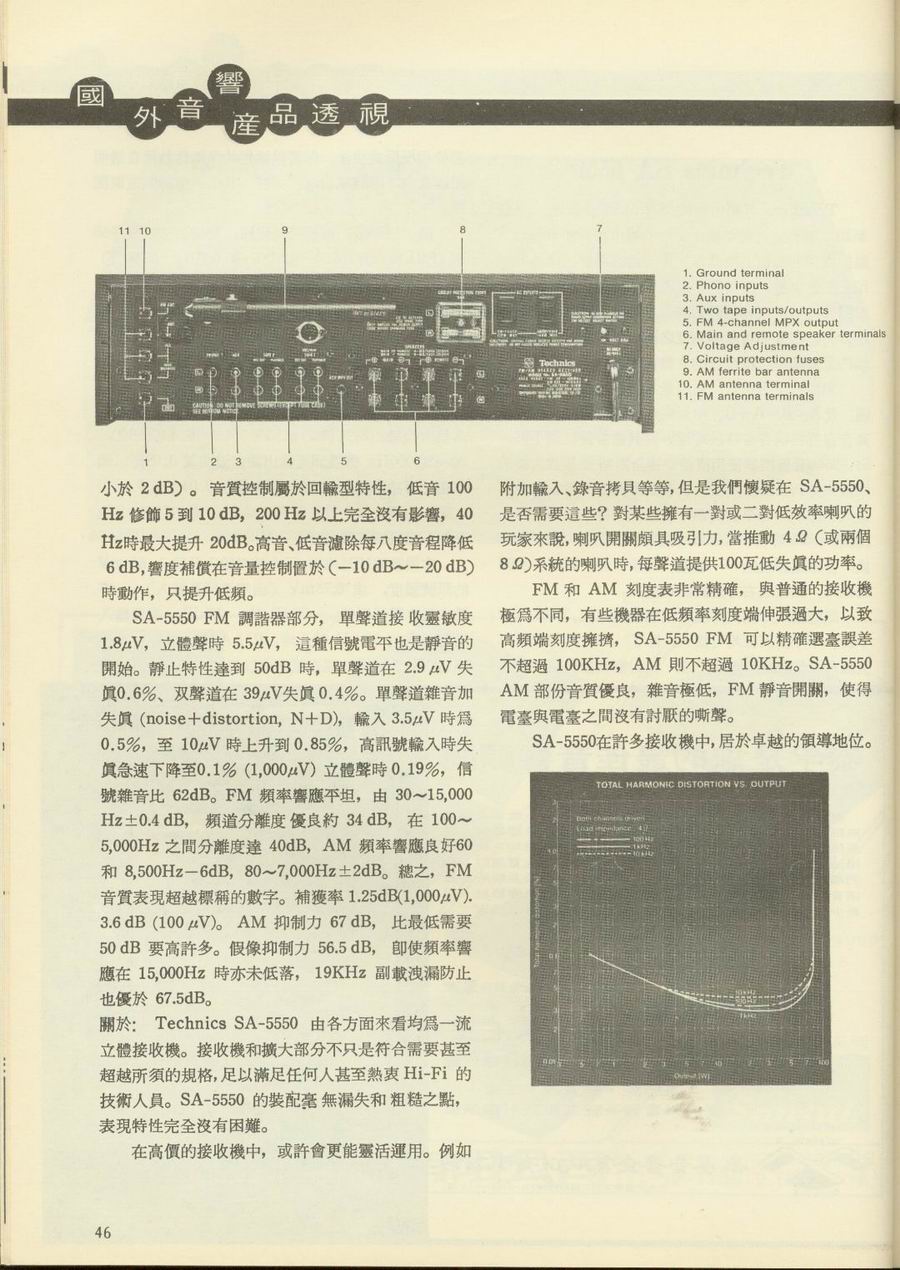 國外音響産品透視
11 10 9 8 7
Technics
CAUTION: DO NOT REMOVE SCREWS (EXCEPT FUSE CASE)
SEE BOTTOM NOTICE
1 2 3 4 5 6
1. Ground terminal
2. Phono inputs
3. Aux inputs
4. Two tape inputs/outputs
5. FM 4-channel MPX output
6. Main and remote speaker terminals
7. Voltage Adjustment
8. Circuit protection fuses
9. AM ferrite bar antenna
10. AM antenna terminal
11. FM antenna terminals
小於 2 dB) 。音質控制屬於回輸型特性，低音 100
Hz 修飾 5 到 10 dB，200 Hz 以上完全沒有影響，40
Hz時最大提升 20dB。高音、低音濾除每八度音程降低
6 dB，響度補償在音量控制置於 (−10 dB～−20 dB)
時動作，只提升低頻。
SA-5550 FM 調諧器部分，單聲道接 收靈敏度
1.8μV，立體聲時 5.5μV，這種信號電平也是靜音的
開始。靜止特性達到 50dB 時，單聲道在 2.9 μV 失
眞0.6%、双聲道在 39μV失眞 0.4%。單聲道雜音加
失眞 (noise＋distortion, N＋D)，輸入 3.5μV 時爲
0.5%，至 10μV 時上升到 0.85%，高訊號輸入時失
眞急速下降至0.1% (1,000μV) 立體聲時 0.19%，信
號雜音比 62dB。FM 頻率響應平坦，由 30～15,000
Hz±0.4 dB，頻道分離度 優良約 34 dB，在 100～
5,000Hz 之間分離度達 40dB，AM 頻率響應良好60
和 8,500Hz−6dB，80～7,000Hz±2dB。總之，FM
音質表現超越標稱的數字。補獲率 1.25dB(1,000μV).
3.6 dB (100 μV)。 AM 抑制力 67 dB，比最低需要
50 dB 要高許多。假像抑制力 56.5 dB，即使頻率響
應在 15,000Hz 時亦未低落，19KHz 副載洩漏防止
也優於 67.5dB。
關於： Technics SA-5550 由各方面來看均爲一流
立體接收機。接收機和擴大部分不只是符合需要甚至
超越所須的規格，足以滿足任何人甚至熱衷 Hi-Fi 的
技術人員。SA-5550 的裝配毫 無漏失和 粗糙之點，
表現特性完全沒有困難。
在高價的接收機中，或許會更能靈活運用。例如
附加輸入、錄音拷貝等等，但是我們懷疑在 SA-5550、
是否需要這些？對某些擁有一對或二對低效率喇叭的
玩家來說，喇叭開關頗具吸引力，當推動 4 Ω (或兩個
8 Ω)系統的喇叭時，每聲道提供100瓦低失眞的功率。
FM 和 AM 刻度表非常精確，與普通的接收機
極爲不同，有些機器在低頻率刻度端伸張過大，以致
高頻端刻度擁擠，SA-5550 FM 可以精確選臺誤差
不超過 100KHz，AM 則不超過 10KHz。SA-5550
AM 部份音質優良，雜音極低，FM 靜音開關，使得
電臺與電臺之間沒有討厭的嘶聲。
SA-5550在許多接收機中，居於卓越的領導地位。
TOTAL HARMONIC DISTORTION VS. OUTPUT
Both channels driven
Load impedance: 4Ω
100Hz
1kHz
10kHz
10kHz
1kHz
Output [W]
46